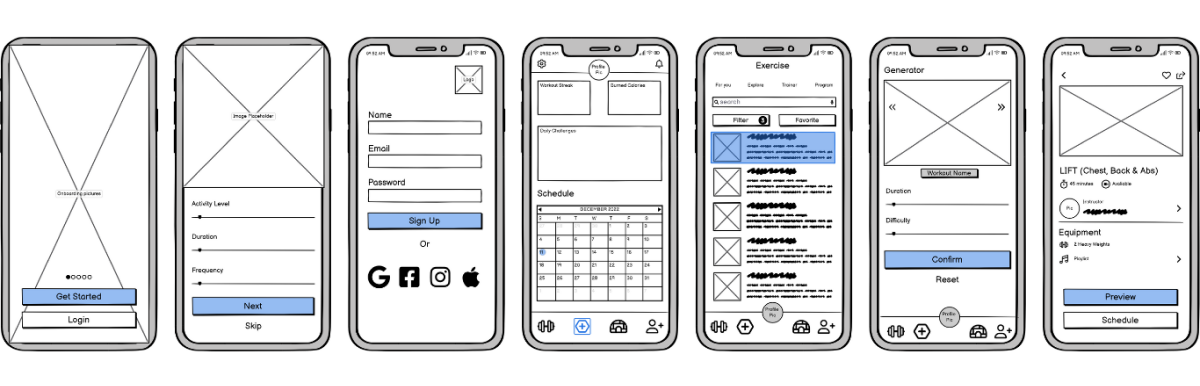 Onboarding pictures
Get Started
Login
Image Placeholder
Activity Level
Duration
Frequency
Next
Skip
09:52 AM
Logo
Name
Email
Password
Sign Up
Or
09:52 AM
Profile Pic
Workout Streak
Burned Calories
Daily Challenges
Schedule
DECEMBER 2022
S M T W T F S
1 2 3
4 5 6 7 8 9 10
11 12 13 14 15 16 17
18 19 20 21 22 23 24
25 26 27 28 29 30 31
09:52 AM
Exercise
For you Explore Trainer Program
search
Filter 3 Favorite
Profile Pic
09:52 AM
Generator
Workout Name
Duration
Difficulty
Confirm
Reset
Profile Pic
09:52 AM
LIFT (Chest, Back & Abs)
45 minutes Available
Pic
Instructor
Equipment
2 Heavy Weights
Playlist
Preview
Schedule